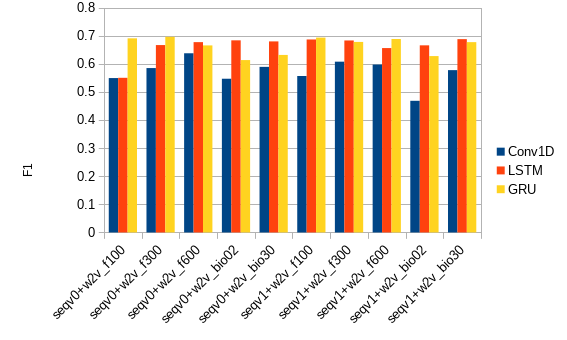 0.8
0.7
0.6
0.5
0.4
0.3
0.2
0.1
0
F1
Conv1D
LSTM
GRU
seqv0+w2v_f100
seqv0+w2v_f300
seqv0+w2v_f600
seqv0+w2v_bio02
seqv0+w2v_bio30
seqv1+w2v_f100
seqv1+w2v_f300
seqv1+w2v_f600
seqv1+w2v_bio02
seqv1+w2v_bio30